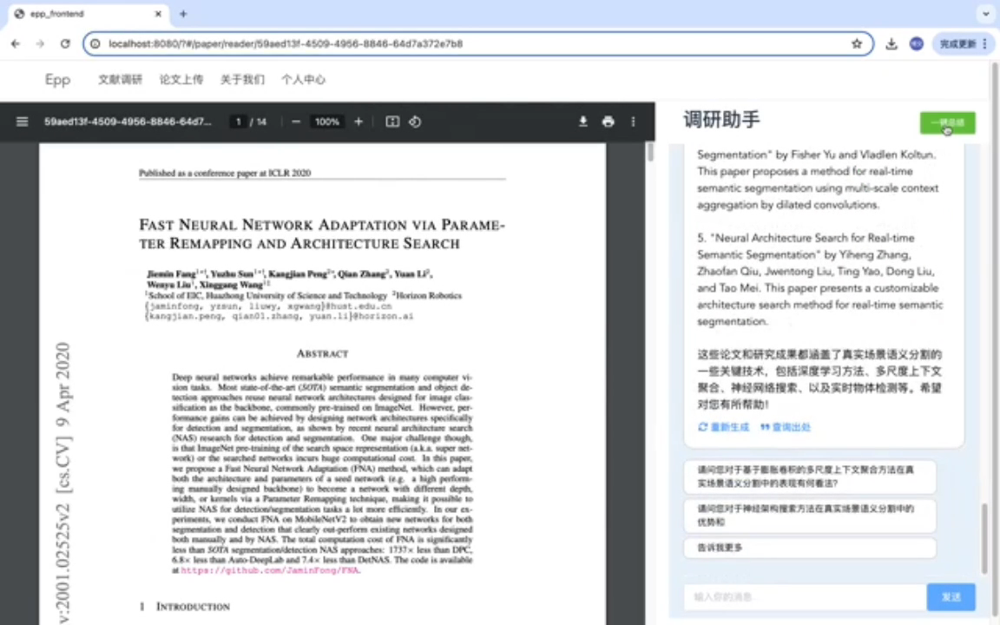 epp_frontend
localhost:8080/?#/paper/reader/59aed13f-4509-4956-8846-64d7a372e7b8
完成更新
Epp 文献调研 论文上传 关于我们 个人中心
59aed13f-4509-4956-8846-64d7...
1 / 14
100%
Published as a conference paper at ICLR 2020
FAST NEURAL NETWORK ADAPTATION VIA PARAME-
TER REMAPPING AND ARCHITECTURE SEARCH
Jiemin Fang, Yuzhu Sun, Kangjian Peng, Qian Zhang, Yuan Li,
Wenyu Liu, Xinggang Wang
1School of EIC, Huazhong University of Science and Technology 2Horizon Robotics
{jaminfong, yzsun, liuwy, xgwang}@hust.edu.cn
{kangjian.peng, qian01.zhang, yuan.li}@horizon.ai
ABSTRACT
Deep neural networks achieve remarkable performance in many computer vi-
sion tasks. Most state-of-the-art (SOTA) semantic segmentation and object de-
tection approaches reuse neural network architectures designed for image clas-
sification as the backbone, commonly pre-trained on ImageNet. However, per-
formance gains can be achieved by designing network architectures specifically
for detection and segmentation, as shown by recent neural architecture search
(NAS) research for detection and segmentation. One major challenge though,
is that ImageNet pre-training of the search space representation (a.k.a. super net-
work) or the searched networks incurs huge computational cost. In this paper,
we propose a Fast Neural Network Adaptation (FNA) method, which can adapt
both the architecture and parameters of a seed network (e.g. a high perform-
ing manually designed backbone) to become a network with different depth,
width, or kernels via a Parameter Remapping technique, making it possible to
utilize NAS for detection/segmentation tasks a lot more efficiently. In our ex-
periments, we conduct FNA on MobileNetV2 to obtain new networks for both
segmentation and detection that clearly out-perform existing networks designed
both manually and by NAS. The total computation cost of FNA is significantly
less than SOTA segmentation/detection NAS approaches: 1737× less than DPC,
6.8× less than Auto-DeepLab and 7.4× less than DetNAS. The code is available
at https://github.com/JaminFong/FNA.
1 INTRODUCTION
v:2001.02525v2 [cs.CV] 9 Apr 2020
调研助手
Segmentation" by Fisher Yu and Vladlen Koltun.
This paper proposes a method for real-time
semantic segmentation using multi-scale context
aggregation by dilated convolutions.
5. "Neural Architecture Search for Real-time
Semantic Segmentation" by Yiheng Zhang,
Zhaofan Qiu, Jwentong Liu, Ting Yao, Dong Liu,
and Tao Mei. This paper presents a customizable
architecture search method for real-time semantic
segmentation.
这些论文和研究成果都涵盖了真实场景语义分割的
一些关键技术，包括深度学习方法、多尺度上下文
聚合、神经网络搜索、以及实时物体检测等。希望
对您有所帮助！
重新生成 查询出处
请问您对于基于膨胀卷积的多尺度上下文聚合方法在真
实场景语义分割中的表现有何看法?
请问您对于神经架构搜索方法在真实场景语义分割中的
优势和
告诉我更多
输入你的消息...
发送